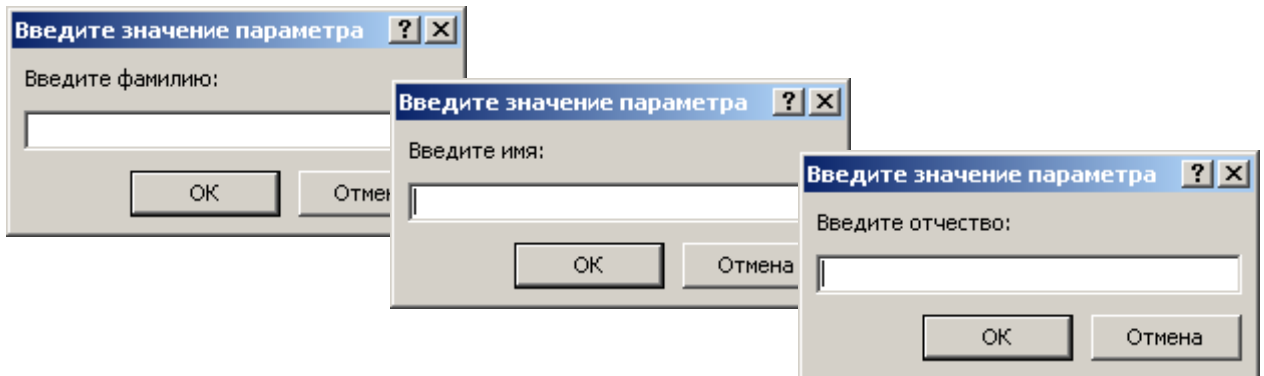 Введите значение параметра
Введите фамилию:
ОК
Отмен
Введите значение параметра
Введите имя:
ОК
Отмена
Введите значение параметра
Введите отчество:
ОК
Отмена